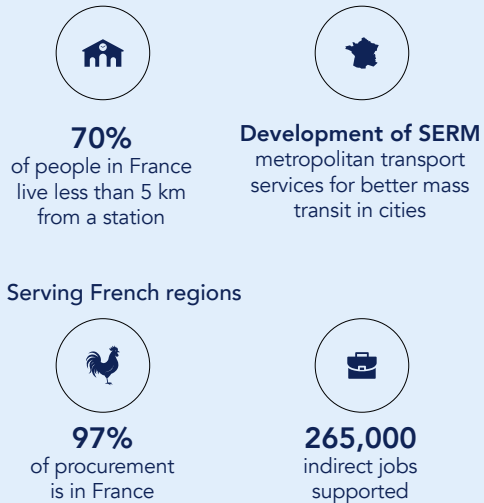 70%
of people in France
live less than 5 km
from a station
Development of SERM
metropolitan transport
services for better mass
transit in cities
Serving French regions
97%
of procurement
is in France
265,000
indirect jobs
supported